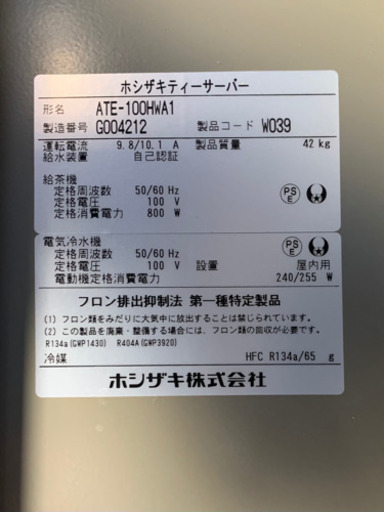 ホシザキティーサーバー
形名 ATE-100HWA1
製造番号 G004212 製品コード W039
運転電流 9.8/10.1 A 製品質量 42 kg
給水装置 自己認証
給茶機
定格周波数 50/60 Hz
定格電圧 100 V
定格消費電力 800 W
PS E
電気冷水機
定格周波数 50/60 Hz
定格電圧 100 V 設置 屋内用
電動機定格消費電力 240/255 W
PS E
フロン排出抑制法 第一種特定製品
(1) フロン類をみだりに大気中に放出することは禁じられています。
(2) この製品を廃棄・整備する場合には、フロン類の回収が必要です。
R134a(GWP1430) R404A(GWP3920)
冷媒 HFC R134a/65 g
ホシザキ株式会社